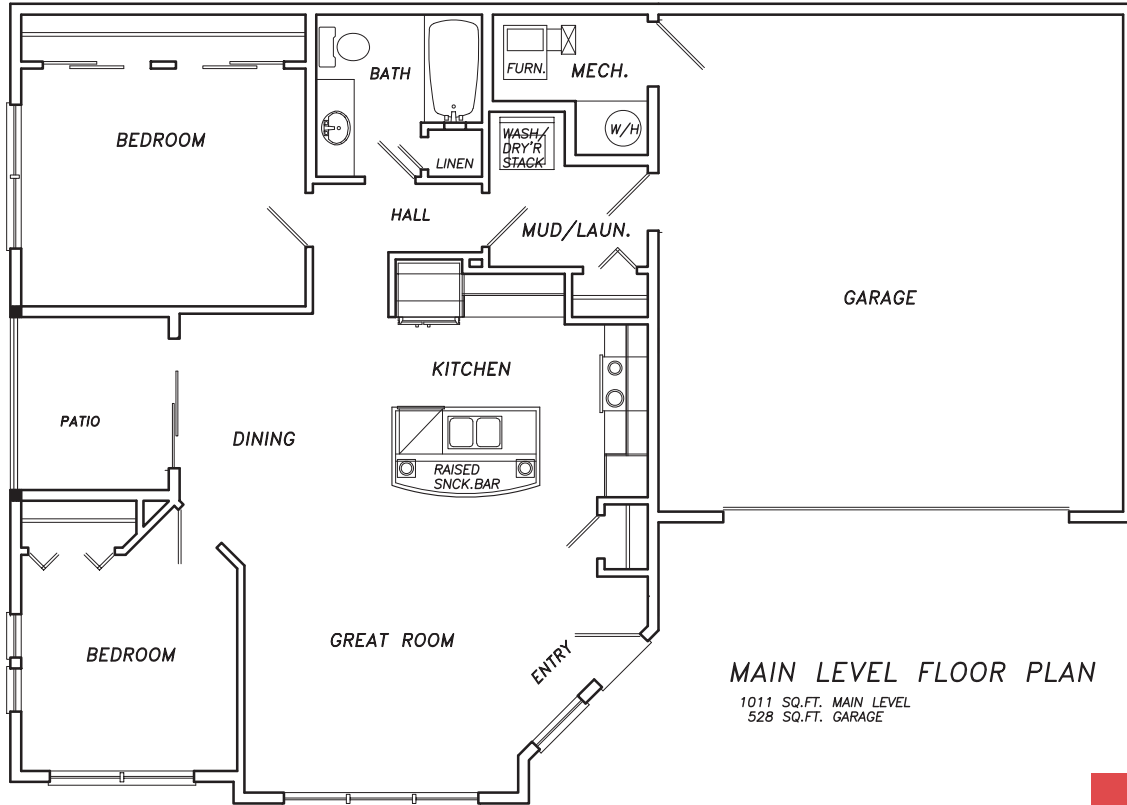 BATH
FURN.
MECH.
W/H
BEDROOM
WASH/
DRY'R
STACK
LINEN
HALL
MUD/LAUN.
GARAGE
KITCHEN
PATIO
DINING
RAISED
SNCK.BAR
BEDROOM
GREAT ROOM
ENTRY
MAIN LEVEL FLOOR PLAN
1011 SQ.FT. MAIN LEVEL
528 SQ.FT. GARAGE